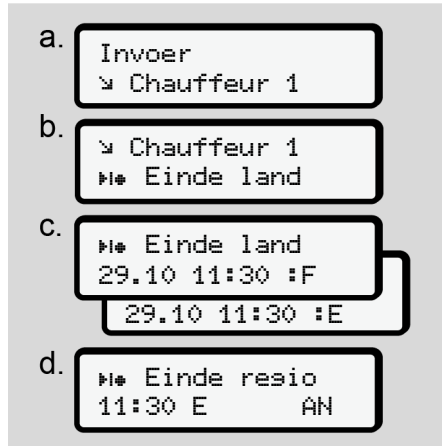 a.
Invoer
↘ Chauffeur 1
b.
↘ Chauffeur 1
Einde land
c.
Einde land
29.10 11:30 :F
29.10 11:30 :E
d.
Einde regio
11:30 E AN